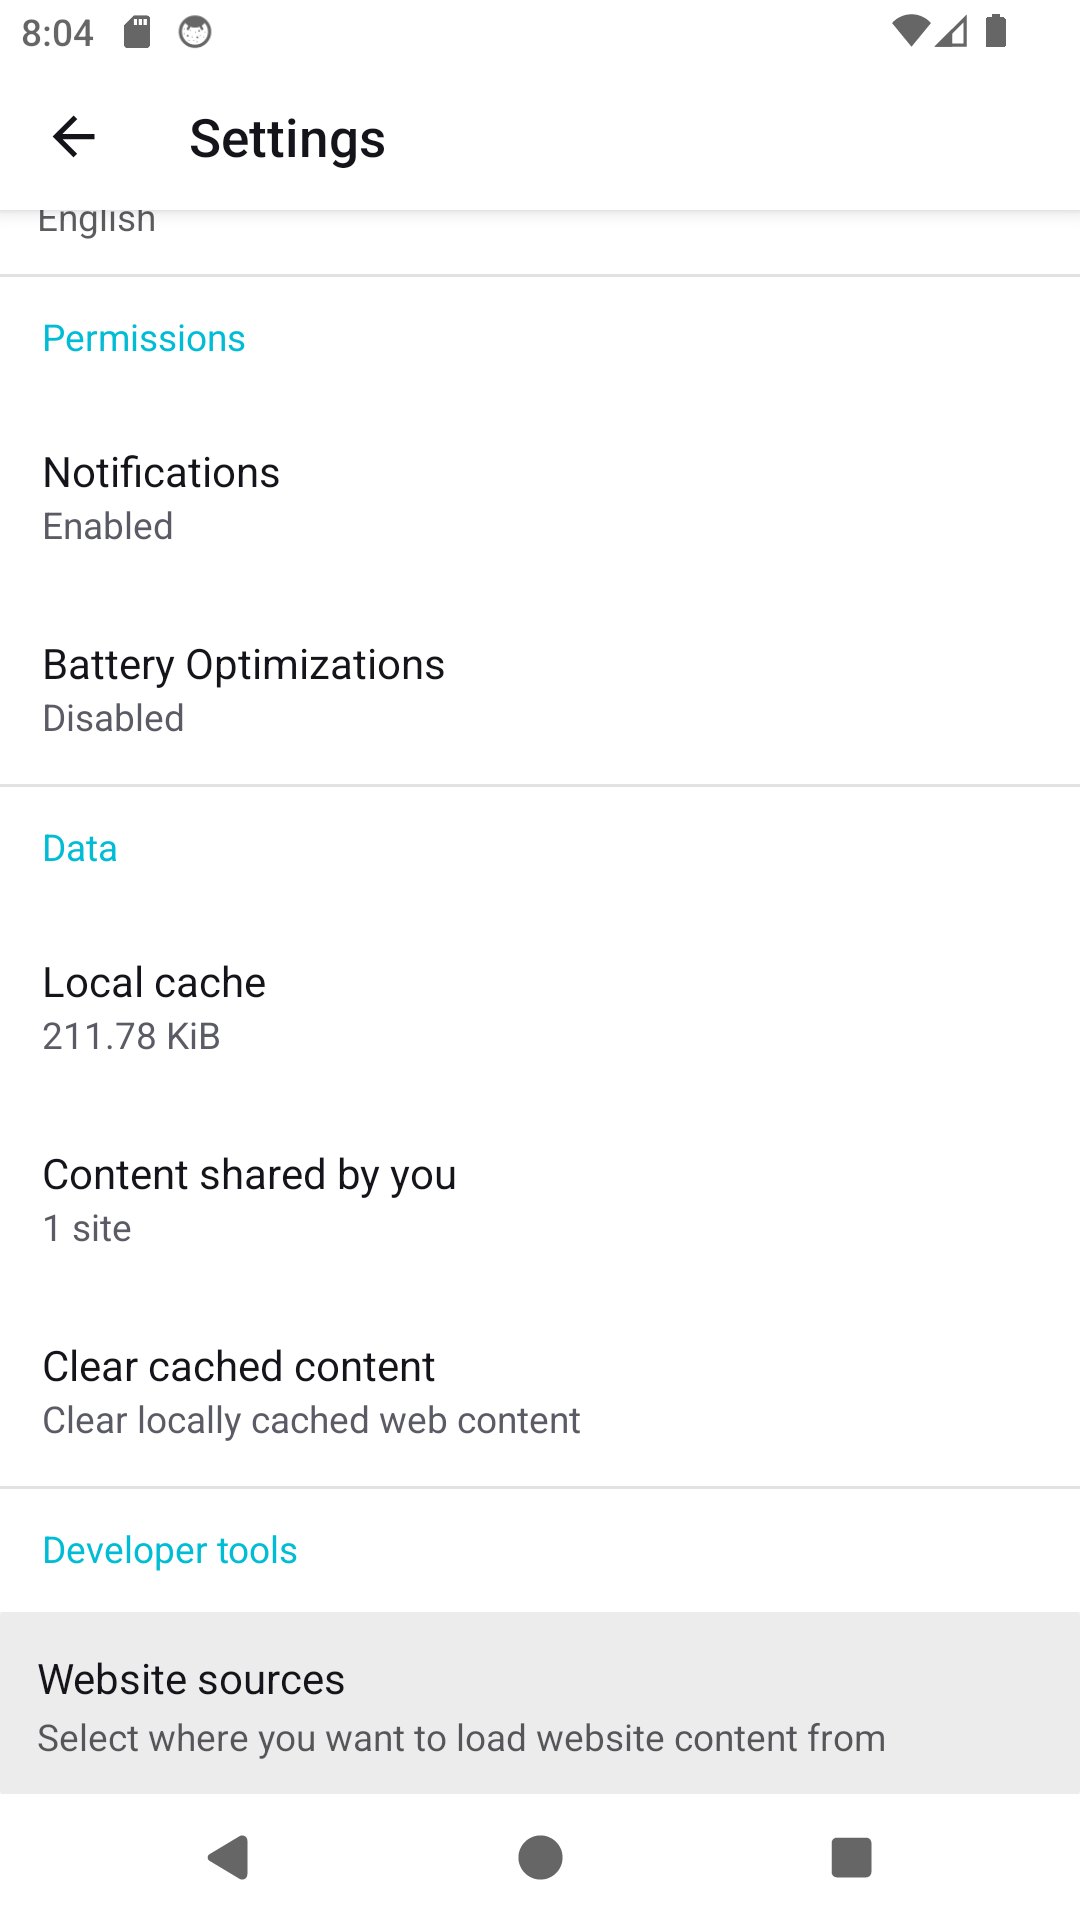 8:04
Settings
English
Permissions
Notifications
Enabled
Battery Optimizations
Disabled
Data
Local cache
211.78 KiB
Content shared by you
1 site
Clear cached content
Clear locally cached web content
Developer tools
Website sources
Select where you want to load website content from